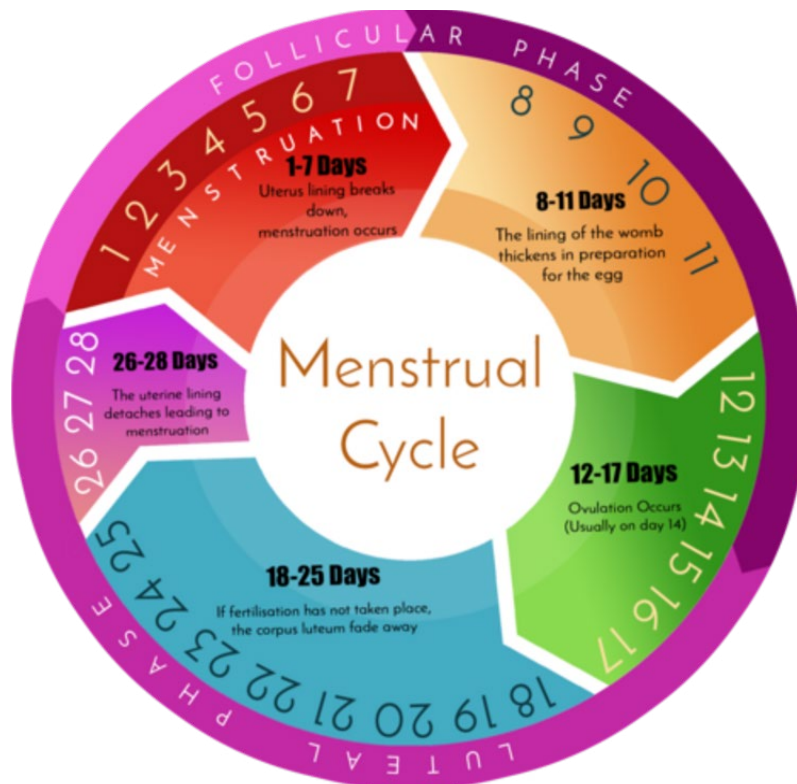 FOLLICULAR PHASE
1 2 3 4 5 6 7
MENSTRUATION
1-7 Days
Uterus lining breaks
down,
menstruation occurs
8 9 10 11
8-11 Days
The lining of the womb
thickens in preparation
for the egg
12 13 14 15 16 17
12-17 Days
Ovulation Occurs
(Usually on day 14)
18 19 20 21 22 23 24 25
18-25 Days
If fertilisation has not taken place,
the corpus luteum fade away
LUTEAL PHASE
26 27 28
26-28 Days
The uterine lining
detaches leading to
menstruation
Menstrual
Cycle